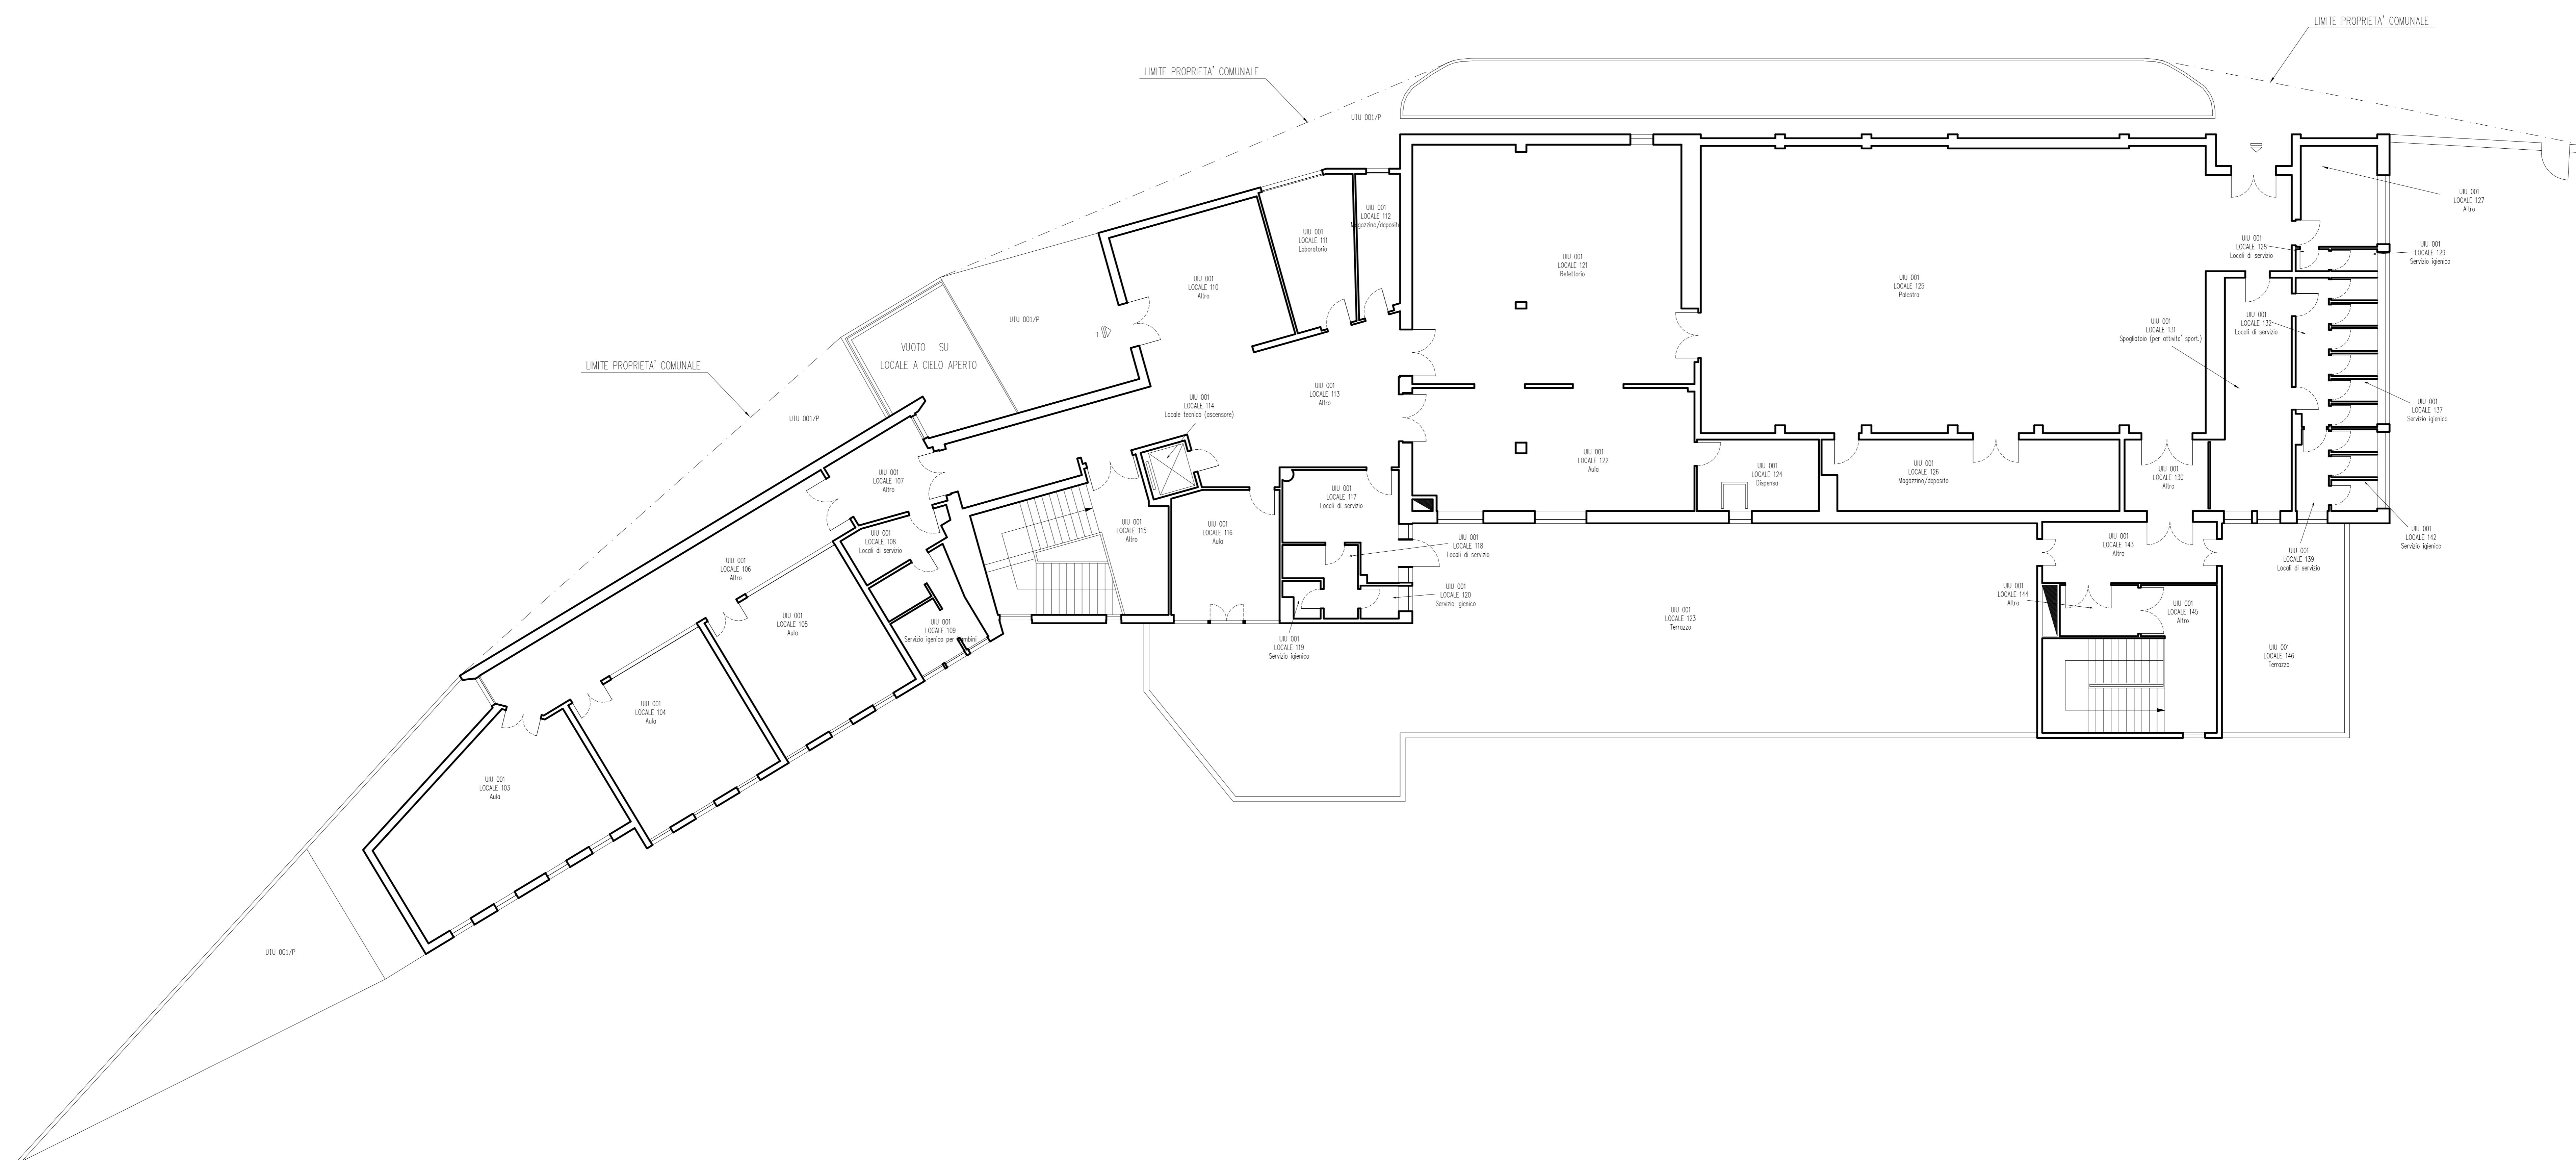 LIMITE PROPRIETA' COMUNALE
LIMITE PROPRIETA' COMUNALE
UIU 001/P
UIU 001
LOCALE 127
Altro
UIU 001
LOCALE 112
Magazzino/deposito
UIU 001
LOCALE 111
Laboratorio
UIU 001
LOCALE 128
Locali di servizio
UIU 001
LOCALE 129
Servizio igienico
UIU 001
LOCALE 121
Refettorio
UIU 001
LOCALE 110
Altro
UIU 001
LOCALE 125
Palestra
UIU 001/P
1
UIU 001
LOCALE 132
Locali di servizio
UIU 001
LOCALE 131
Spogliatoio (per attivita' sport.)
VUOTO SU
LOCALE A CIELO APERTO
LIMITE PROPRIETA' COMUNALE
UIU 001
LOCALE 113
Altro
UIU 001
LOCALE 114
Locale tecnico (ascensore)
UIU 001
LOCALE 137
Servizio igienico
UIU 001/P
UIU 001
LOCALE 122
Aula
UIU 001
LOCALE 124
Dispensa
UIU 001
LOCALE 126
Magazzino/deposito
UIU 001
LOCALE 130
Altro
UIU 001
LOCALE 107
Altro
UIU 001
LOCALE 117
Locali di servizio
UIU 001
LOCALE 115
Altro
UIU 001
LOCALE 116
Aula
UIU 001
LOCALE 142
Servizio igienico
UIU 001
LOCALE 108
Locali di servizio
UIU 001
LOCALE 118
Locali di servizio
UIU 001
LOCALE 143
Altro
UIU 001
LOCALE 139
Locali di servizio
UIU 001
LOCALE 106
Altro
UIU 001
LOCALE 120
Servizio igienico
UIU 001
LOCALE 144
Altro
UIU 001
LOCALE 145
Altro
UIU 001
LOCALE 123
Terrazzo
UIU 001
LOCALE 105
Aula
UIU 001
LOCALE 109
Servizio igenico per bambini
UIU 001
LOCALE 119
Servizio igienico
UIU 001
LOCALE 146
Terrazzo
UIU 001
LOCALE 104
Aula
UIU 001
LOCALE 103
Aula
UIU 001/P